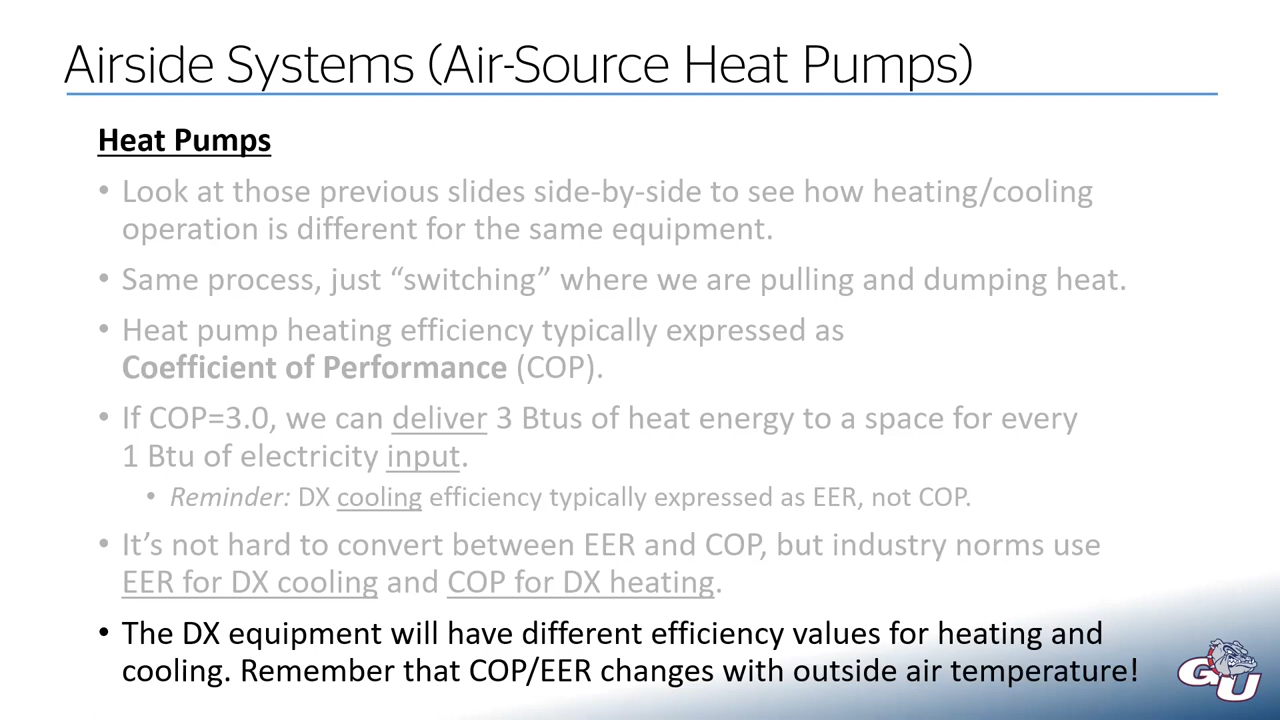 Airside Systems (Air-Source Heat Pumps)
Heat Pumps
• Look at those previous slides side-by-side to see how heating/cooling
operation is different for the same equipment.
• Same process, just “switching” where we are pulling and dumping heat.
• Heat pump heating efficiency typically expressed as
Coefficient of Performance (COP).
• If COP=3.0, we can deliver 3 Btus of heat energy to a space for every
1 Btu of electricity input.
• Reminder: DX cooling efficiency typically expressed as EER, not COP.
• It’s not hard to convert between EER and COP, but industry norms use
EER for DX cooling and COP for DX heating.
• The DX equipment will have different efficiency values for heating and
cooling. Remember that COP/EER changes with outside air temperature!
GU